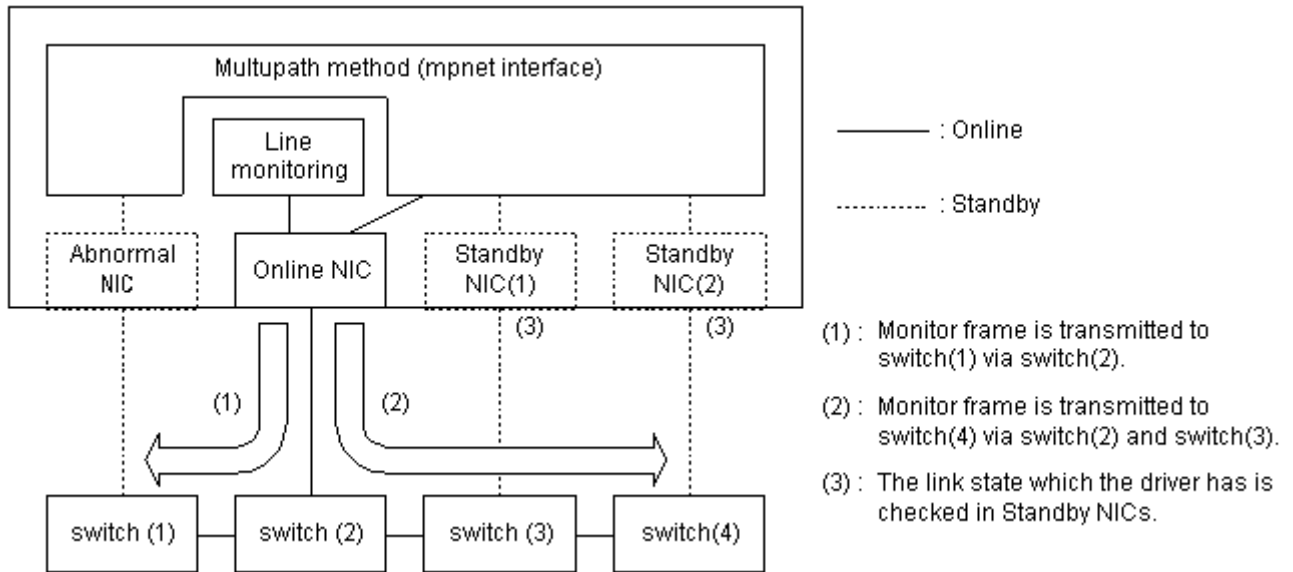 Multupath method (mpnet interface)
Line
monitoring
Abnormal
NIC
Online NIC
Standby
NIC(1)
Standby
NIC(2)
(3)
(3)
(1)
(2)
switch (1)
switch (2)
switch (3)
switch(4)
: Online
: Standby
(1) : Monitor frame is transmitted to
switch(1) via switch(2).
(2) : Monitor frame is transmitted to
switch(4) via switch(2) and switch(3).
(3) : The link state which the driver has is
checked in Standby NICs.